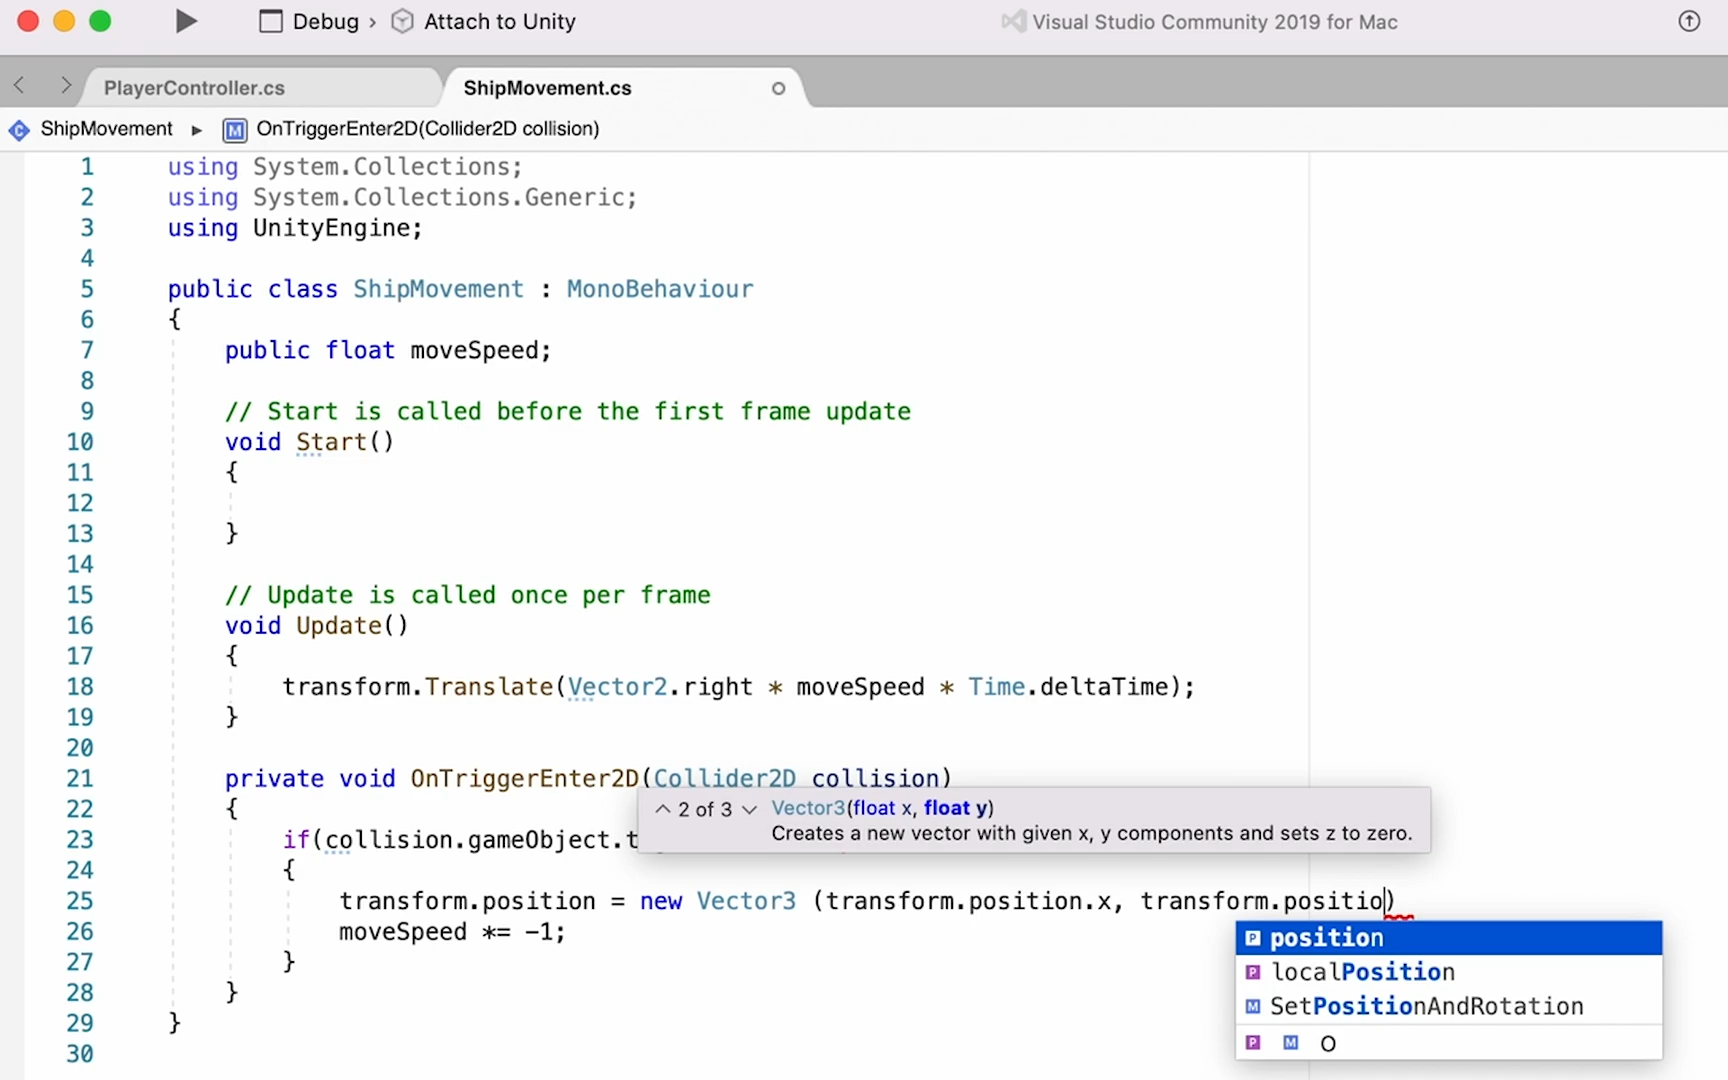 Debug › Attach to Unity
Visual Studio Community 2019 for Mac
PlayerController.cs
ShipMovement.cs
ShipMovement ▸ M OnTriggerEnter2D(Collider2D collision)
1 using System.Collections;
2 using System.Collections.Generic;
3 using UnityEngine;
4
5 public class ShipMovement : MonoBehaviour
6 {
7 public float moveSpeed;
8
9 // Start is called before the first frame update
10 void Start()
11 {
12
13 }
14
15 // Update is called once per frame
16 void Update()
17 {
18 transform.Translate(Vector2.right * moveSpeed * Time.deltaTime);
19 }
20
21 private void OnTriggerEnter2D(Collider2D collision)
22 {
2 of 3 Vector3(float x, float y)
Creates a new vector with given x, y components and sets z to zero.
23 if(collision.gameObject.t
24 {
25 transform.position = new Vector3 (transform.position.x, transform.positio)
26 moveSpeed *= -1;
27 }
28 }
29 }
30
P position
P localPosition
M SetPositionAndRotation
P M O